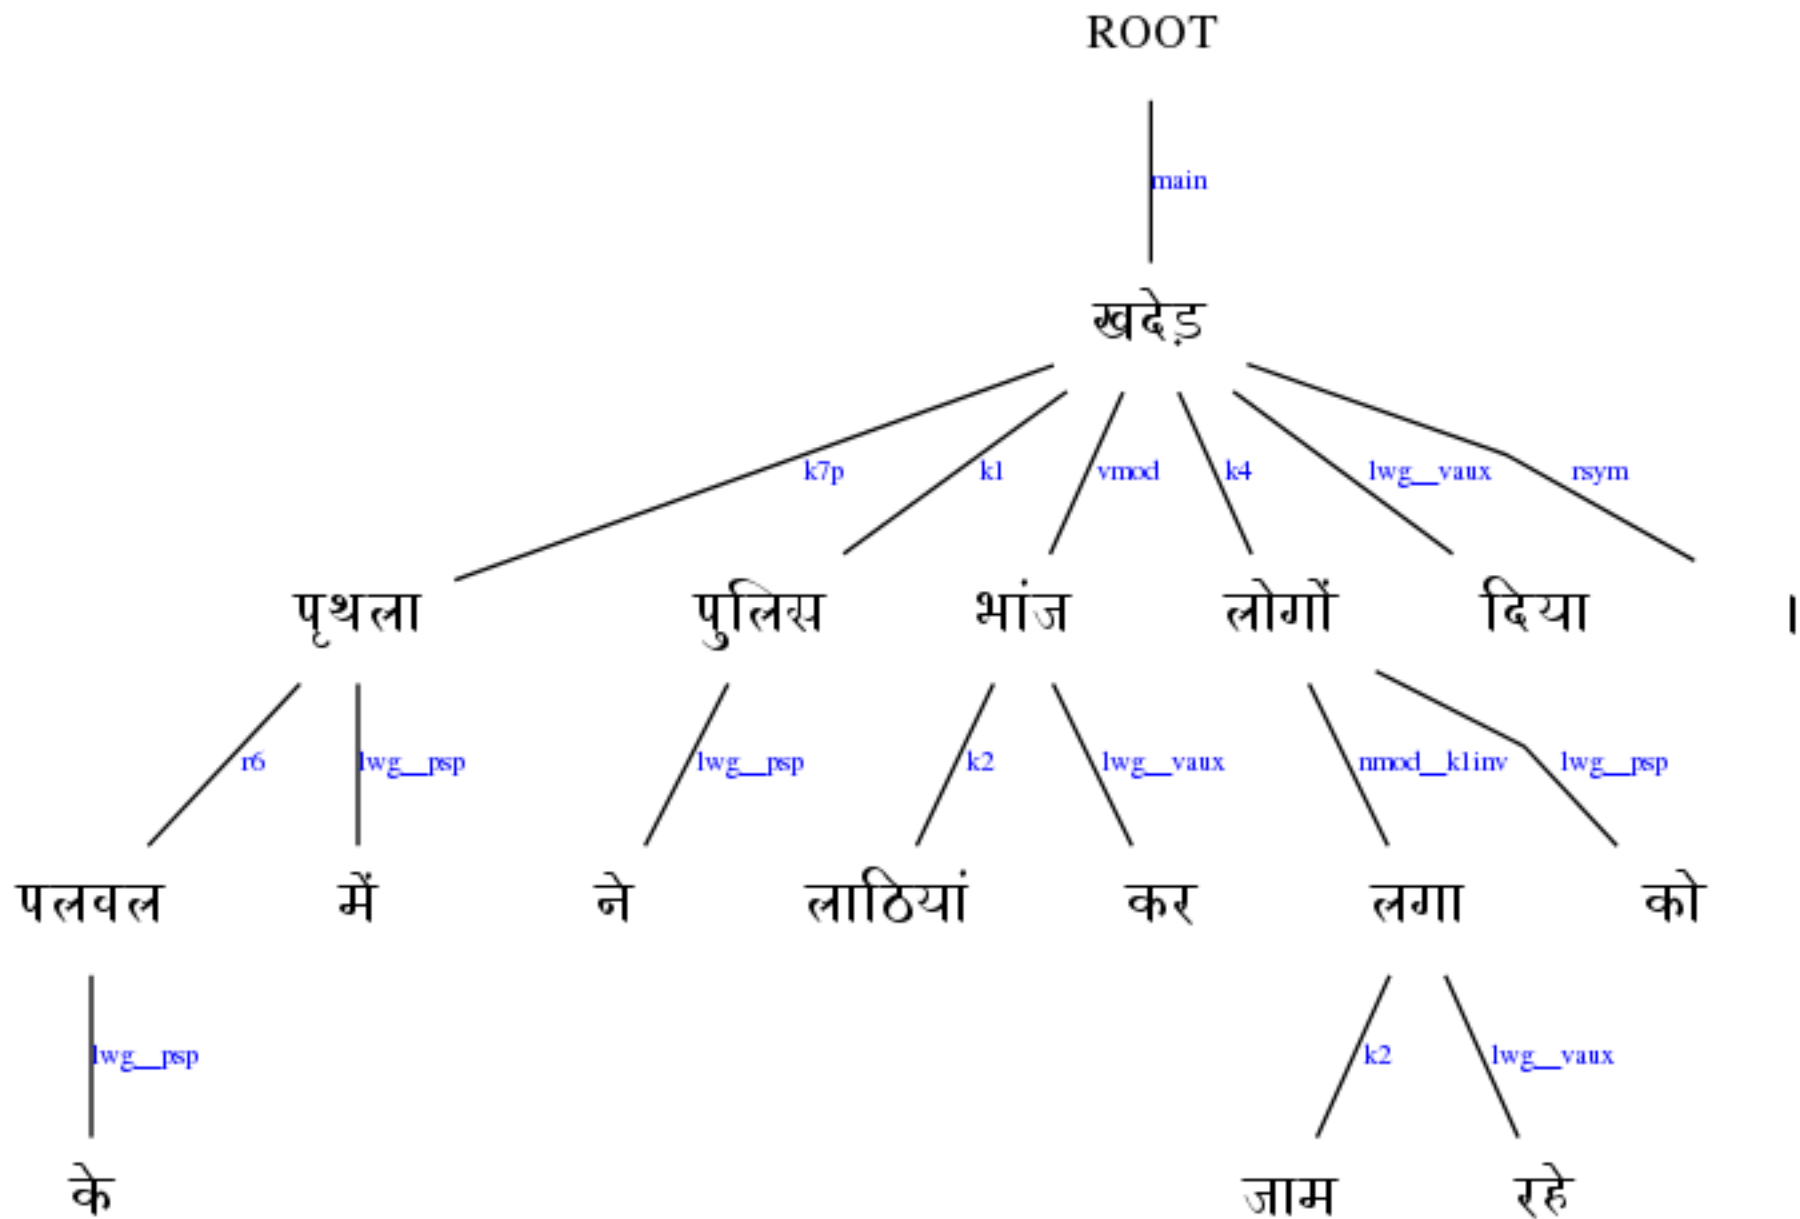 ROOT
main
खदेड़
k7p k1 vmod k4 lwg__vaux rsym
पृथला पुलिस भांज लोगों दिया ।
r6 lwg__psp lwg__psp k2 lwg__vaux nmod__k1inv lwg__psp
पलवल में ने लाठियां कर लगा को
lwg__psp k2 lwg__vaux
के जाम रहे